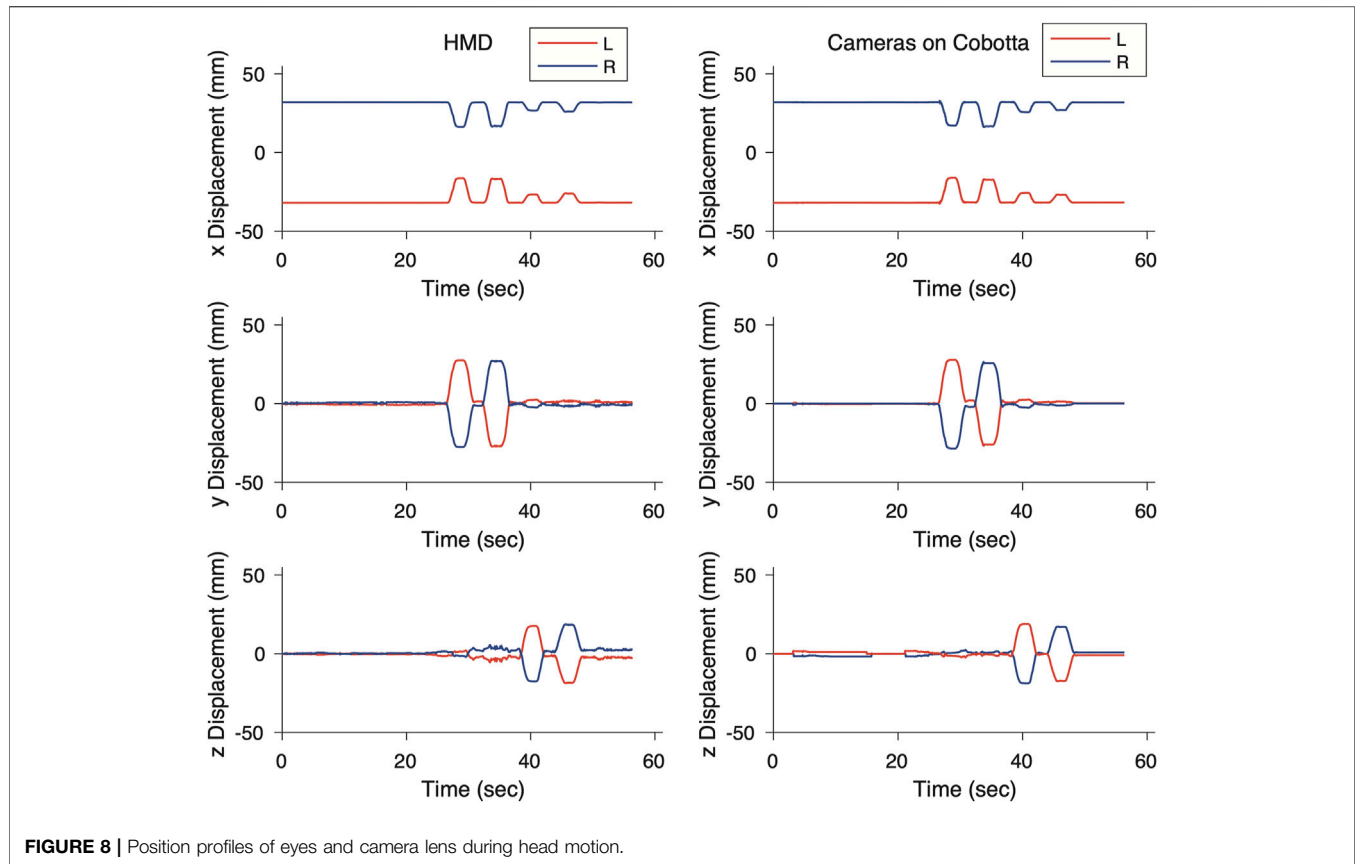 HMD
L
R
Cameras on Cobotta
L
R
x Displacement (mm)
50
0
-50
0 20 40 60
Time (sec)
x Displacement (mm)
50
0
-50
0 20 40 60
Time (sec)
y Displacement (mm)
50
0
-50
0 20 40 60
Time (sec)
y Displacement (mm)
50
0
-50
0 20 40 60
Time (sec)
z Displacement (mm)
50
0
-50
0 20 40 60
Time (sec)
z Displacement (mm)
50
0
-50
0 20 40 60
Time (sec)
FIGURE 8 | Position profiles of eyes and camera lens during head motion.